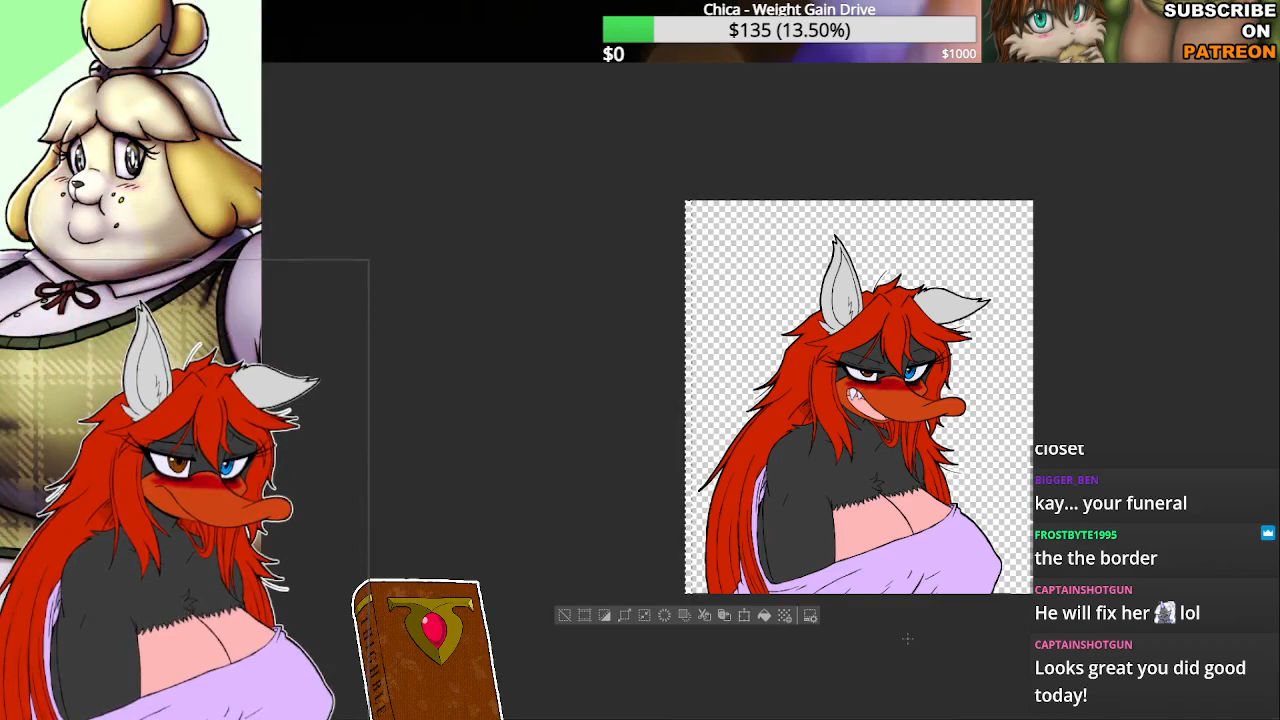 Chica - Weight Gain Drive
$135 (13.50%)
$0
$1000
SUBSCRIBE
ON
PATREON
closet
BIGGER_BEN
kay... your funeral
FROSTBYTE1995
the the border
CAPTAINSHOTGUN
He will fix her lol
CAPTAINSHOTGUN
Looks great you did good
today!